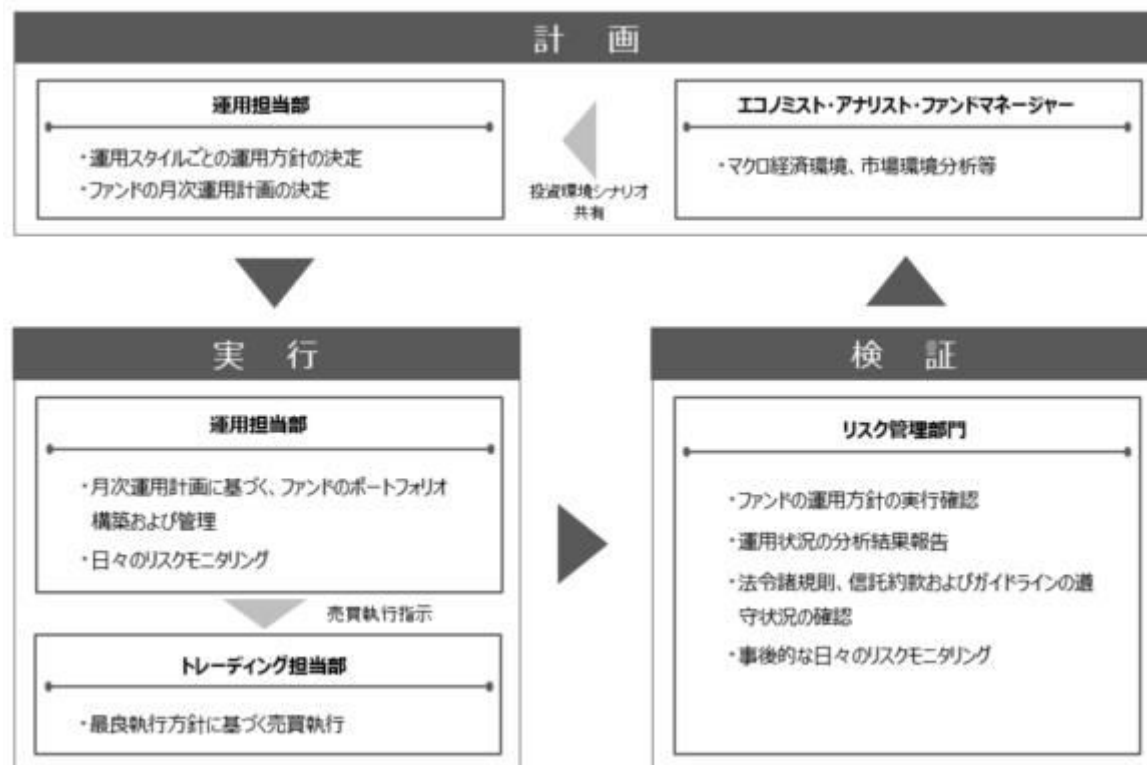 計 画
運用担当部
・運用スタイルごとの運用方針の決定
・ファンドの月次運用計画の決定
投資環境シナリオ
共有
エコノミスト・アナリスト・ファンドマネージャー
・マクロ経済環境、市場環境分析等
実 行
運用担当部
・月次運用計画に基づく、ファンドのポートフォリオ
構築および管理
・日々のリスクモニタリング
売買執行指示
トレーディング担当部
・最良執行方針に基づく売買執行
検 証
リスク管理部門
・ファンドの運用方針の実行確認
・運用状況の分析結果報告
・法令諸規則、信託約款およびガイドラインの遵
守状況の確認
・事後的な日々のリスクモニタリング